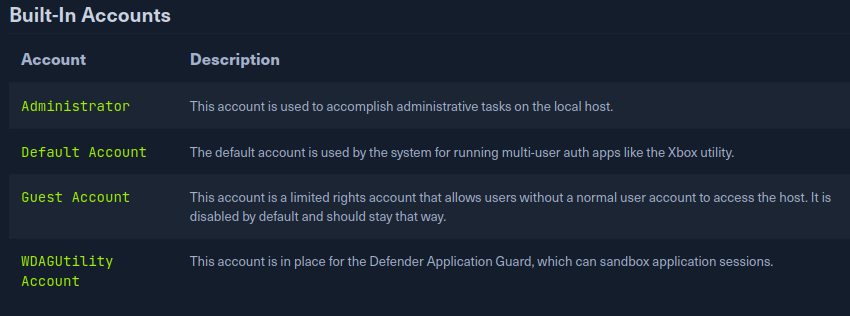 Built-In Accounts
Account Description
Administrator This account is used to accomplish administrative tasks on the local host.
Default Account The default account is used by the system for running multi-user auth apps like the Xbox utility.
Guest Account This account is a limited rights account that allows users without a normal user account to access the host. It is
disabled by default and should stay that way.
WDAGUtility This account is in place for the Defender Application Guard, which can sandbox application sessions.
Account